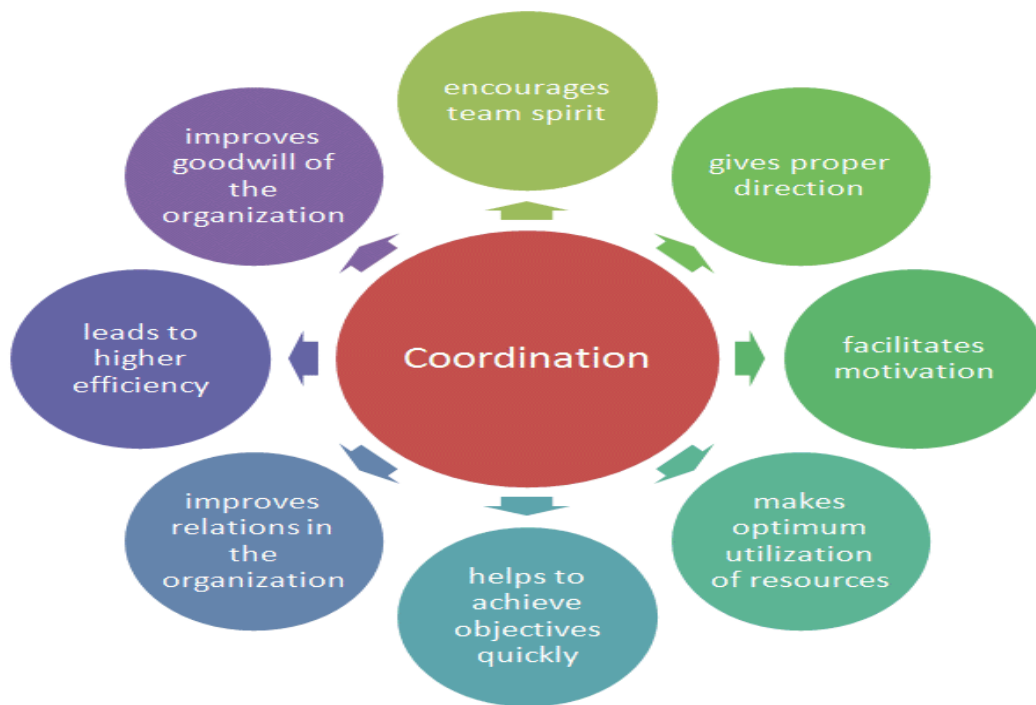 encourages
team spirit
gives proper
direction
facilitates
motivation
makes
optimum
utilization
of resources
helps to
achieve
objectives
quickly
improves
relations in
the
organization
leads to
higher
efficiency
improves
goodwill of
the
organization
Coordination